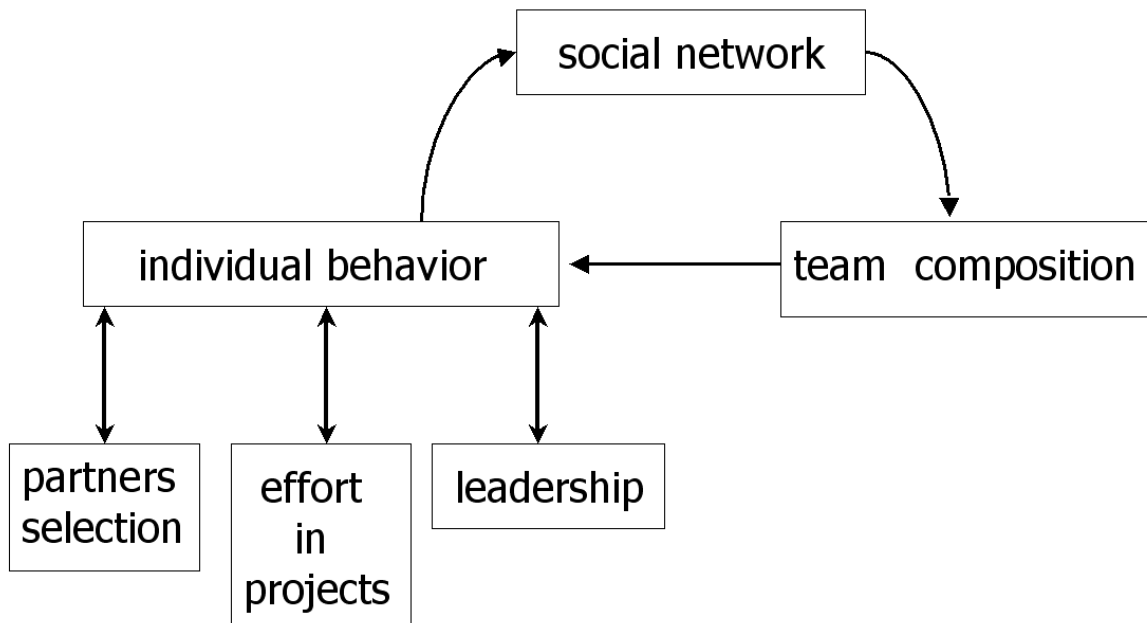 social network
individual behavior
team composition
partners
selection
effort
in
projects
leadership